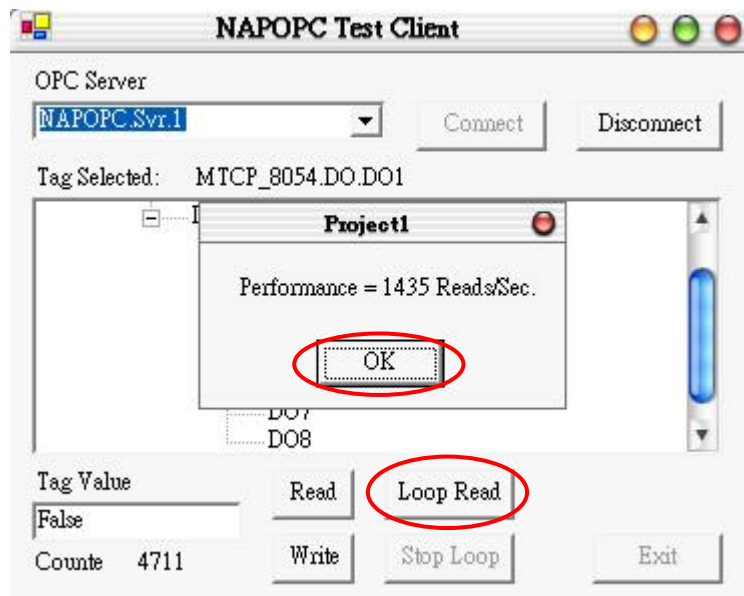 NAPOPC Test Client
OPC Server
NAPOPC.Svr.1
Connect
Disconnect
Tag Selected: MTCP_8054.DO.DO1
Project1
Performance = 1435 Reads/Sec.
OK
DO7
DO8
Tag Value
Read
Loop Read
False
Counte 4711
Write
Stop Loop
Exit